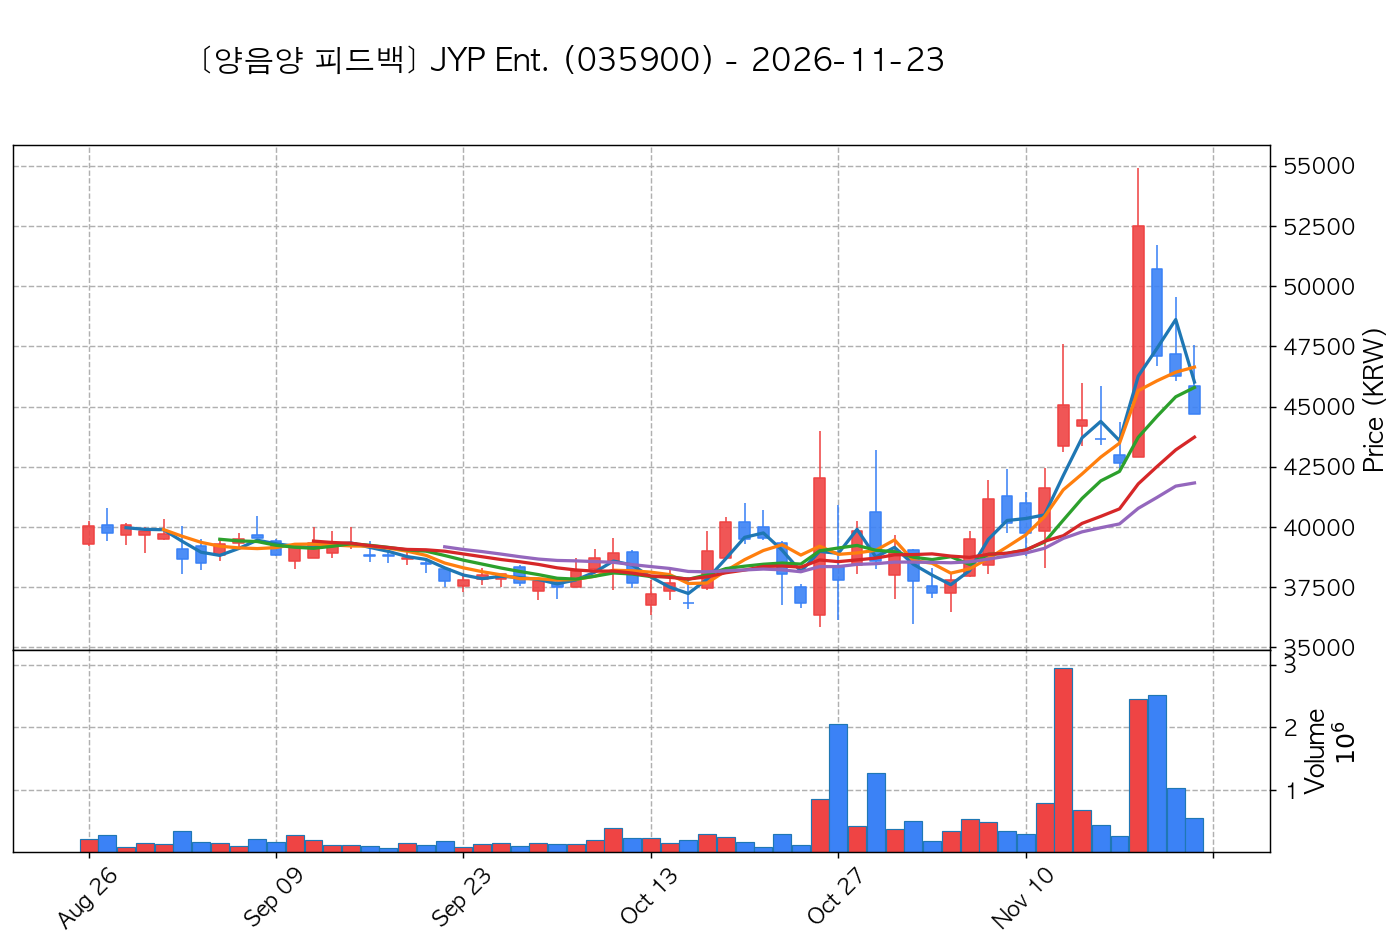 〔양음양 피드백〕 JYP Ent. (035900) - 2026-11-23
55000
52500
50000
47500
45000
42500
40000
37500
35000
Price (KRW)
3
2
1
Volume
10⁶
Aug 26
Sep 09
Sep 23
Oct 13
Oct 27
Nov 10